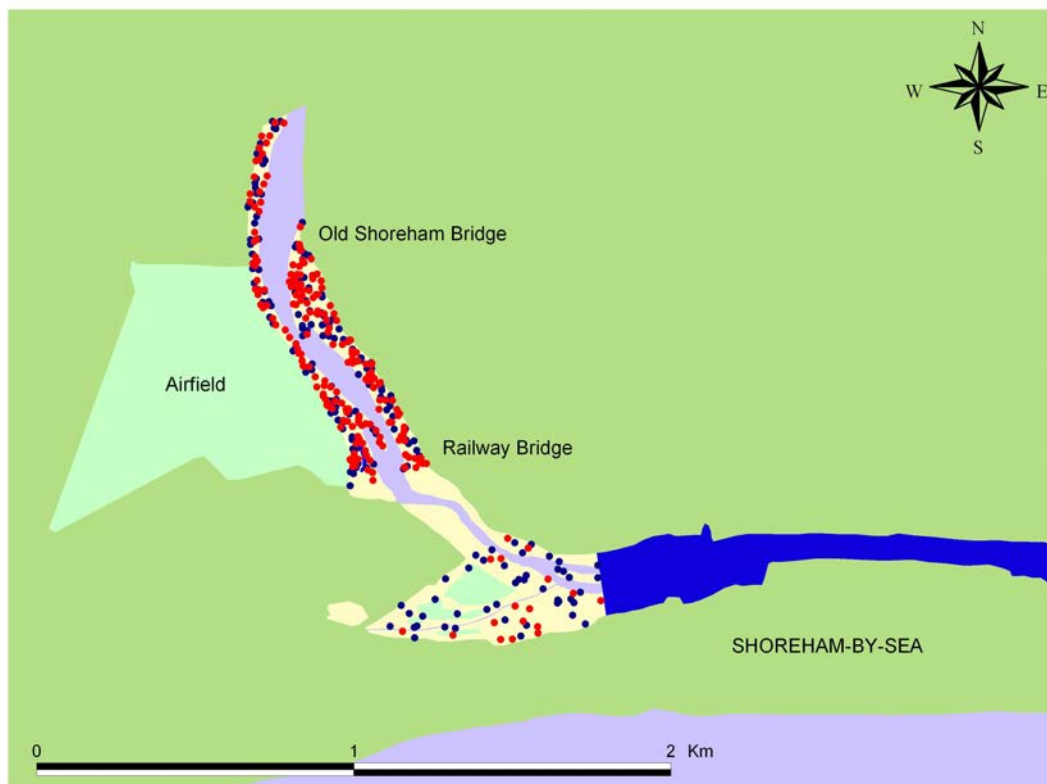 N
W E
S
Old Shoreham Bridge
Airfield
Railway Bridge
SHOREHAM-BY-SEA
0 1 2 Km